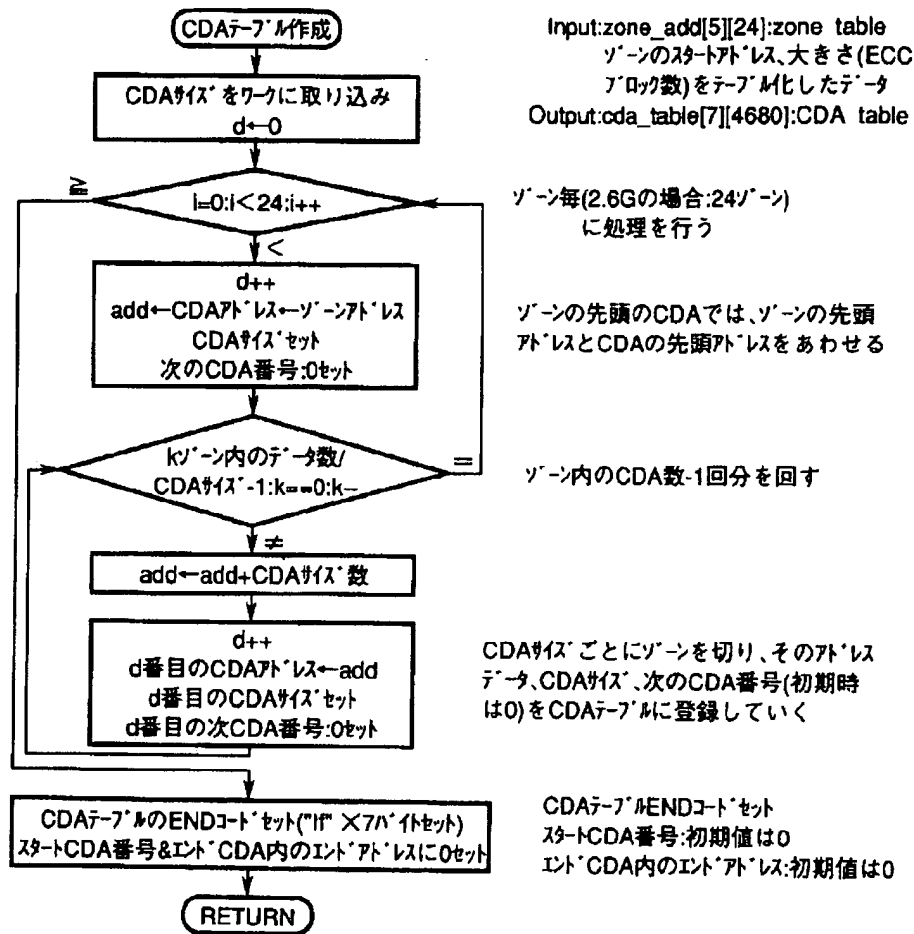 CDAテーブル作成
Input:zone_add[5][24]:zone table
ゾーンのスタートアドレス、大きさ(ECC
ブロック数)をテーブル化したデータ
Output:cda_table[7][4680]:CDA table
CDAサイズをワークに取り込み
d←0
≧
i=0:i<24:i++
<
ゾーン毎(2.6Gの場合:24ゾーン)
に処理を行う
d++
add←CDAアドレス←ゾーンアドレス
CDAサイズセット
次のCDA番号:0セット
ゾーンの先頭のCDAでは、ゾーンの先頭
アドレスとCDAの先頭アドレスをあわせる
kゾーン内のデータ数/
CDAサイズ-1:k==0:k--
=
≠
ゾーン内のCDA数-1回分を回す
add←add+CDAサイズ数
d++
d番目のCDAアドレス←add
d番目のCDAサイズセット
d番目の次CDA番号:0セット
CDAサイズごとにゾーンを切り、そのアドレス
データ、CDAサイズ、次のCDA番号(初期時
は0)をCDAテーブルに登録していく
CDAテーブルのENDコードセット("ff" ×7バイトセット)
スタートCDA番号&エンドCDA内のエンドアドレスに0セット
CDAテーブルENDコードセット
スタートCDA番号:初期値は0
エンドCDA内のエンドアドレス:初期値は0
RETURN